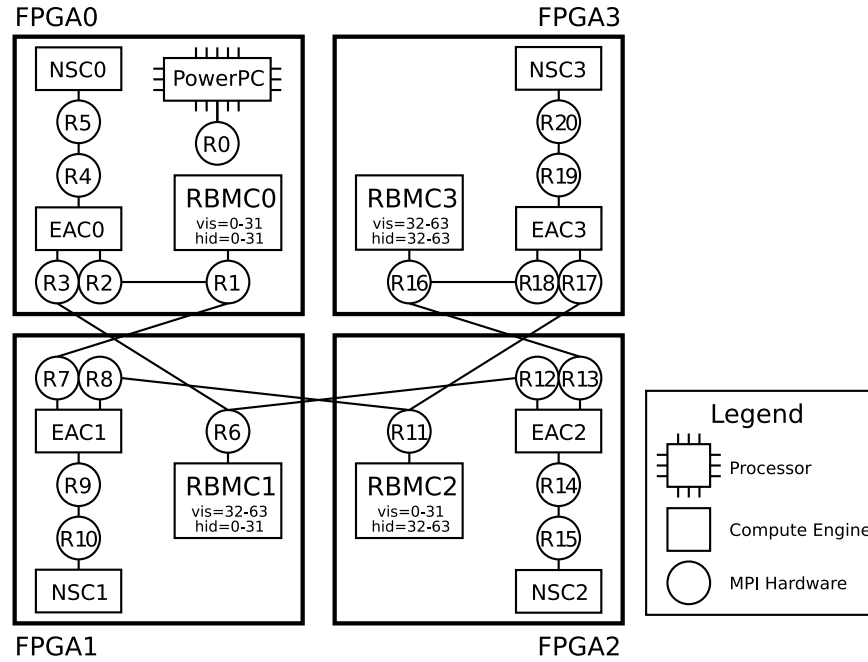 FPGA0
NSC0
PowerPC
R5
R0
R4
RBMC0
vis=0-31
hid=0-31
EAC0
R3
R2
R1
FPGA3
NSC3
R20
R19
RBMC3
vis=32-63
hid=32-63
EAC3
R16
R18
R17
R7
R8
EAC1
R6
R9
RBMC1
vis=32-63
hid=0-31
R10
NSC1
FPGA1
R12
R13
R11
EAC2
RBMC2
vis=0-31
hid=32-63
R14
R15
NSC2
FPGA2
Legend
Processor
Compute Engine
MPI Hardware